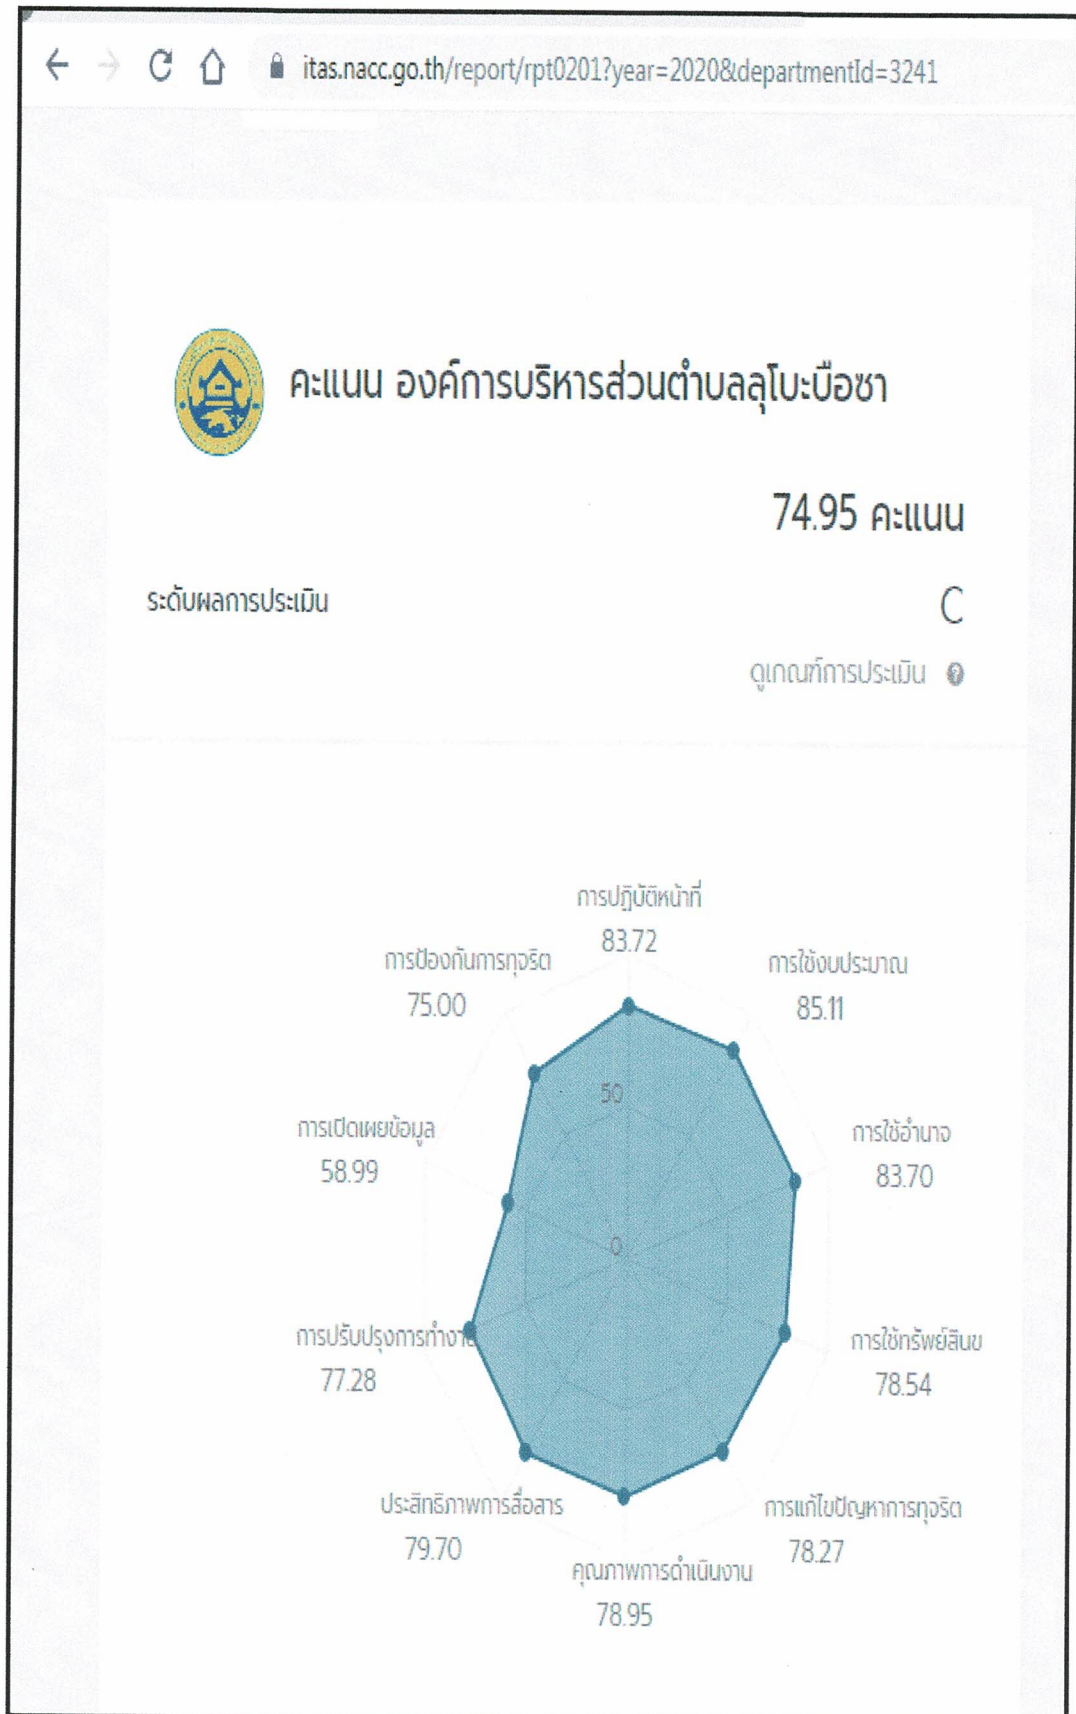 itas.nacc.go.th/report/rpt0201?year=2020&departmentId=3241
คะแนน องค์การบริหารส่วนตำบลลุโบะบือซา
74.95 คะแนน
ระดับผลการประเมิน
C
ดูเกณฑ์การประเมิน
การปฏิบัติหน้าที่
83.72
การป้องกันการทุจริต
75.00
การใช้งบประมาณ
85.11
50
การเปิดเผยข้อมูล
58.99
การใช้อำนาจ
83.70
0
การปรับปรุงการทำงาน
77.28
การใช้ทรัพย์สินข
78.54
ประสิทธิภาพการสื่อสาร
79.70
การแก้ไขปัญหาการทุจริต
78.27
คุณภาพการดำเนินงาน
78.95